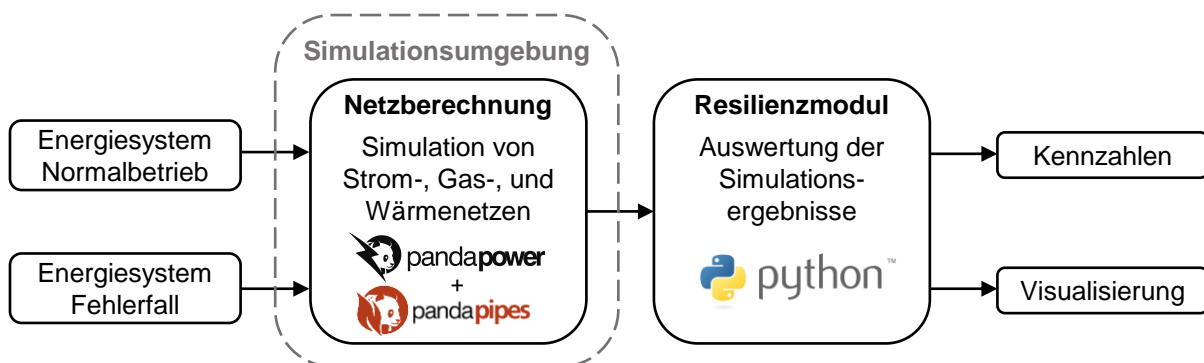 Simulationsumgebung
Energiesystem
Normalbetrieb
Energiesystem
Fehlerfall
Netzberechnung
Simulation von
Strom-, Gas-, und
Wärmenetzen
pandapower
+
pandapipes
Resilienzmodul
Auswertung der
Simulations-
ergebnisse
python™
Kennzahlen
Visualisierung